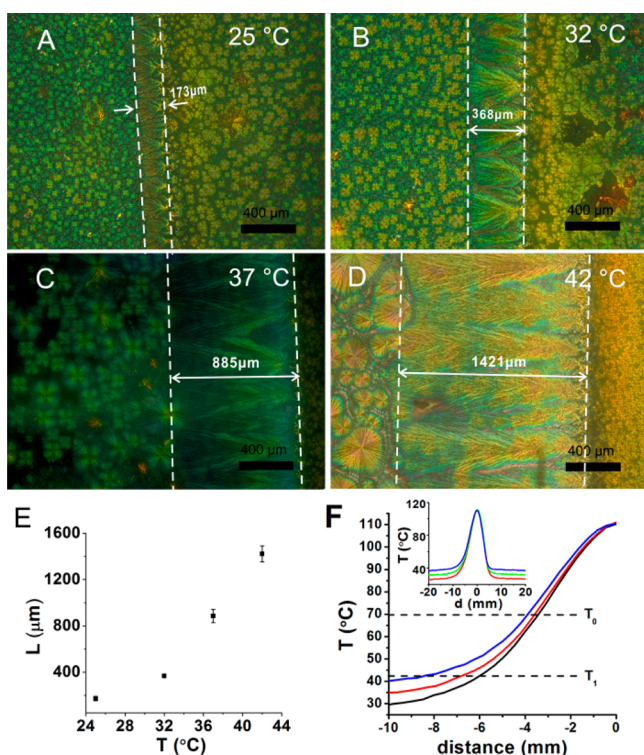 A
25 °C
173μm
400 μm
B
32 °C
368μm
400 μm
C
37 °C
885μm
400 μm
D
42 °C
1421μm
400 μm
E
1600
1200
800
400
L (μm)
24 28 32 36 40 44
T (°C)
F
110
100
90
80
70
60
50
40
30
T (°C)
-10 -8 -6 -4 -2 0
distance (mm)
T₀
T₁
120
80
40
T (°C)
-20 -10 0 10 20
d (mm)